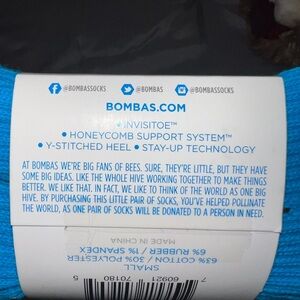 @BOMBASSOCKS @BOMBAS @BOMBASSOCKS
BOMBAS.COM
• INVISITOE™
• HONEYCOMB SUPPORT SYSTEM™
• Y-STITCHED HEEL • STAY-UP TECHNOLOGY
AT BOMBAS WE'RE BIG FANS OF BEES. SURE, THEY'RE LITTLE, BUT THEY HAVE
SOME BIG IDEAS. LIKE THE WHOLE HIVE WORKING TOGETHER TO MAKE THINGS
BETTER. WE LIKE THAT. IN FACT, WE LIKE TO THINK OF THE WORLD AS ONE BIG
HIVE. BY PURCHASING THIS LITTLE PAIR OF SOCKS, YOU'VE HELPED POLLINATE
THE WORLD, AS ONE PAIR OF SOCKS WILL BE DONATED TO A PERSON IN NEED.
SMALL
63% COTTON / 30% POLYESTER
6% RUBBER / 1% SPANDEX
MADE IN CHINA
7 60921 70180 5